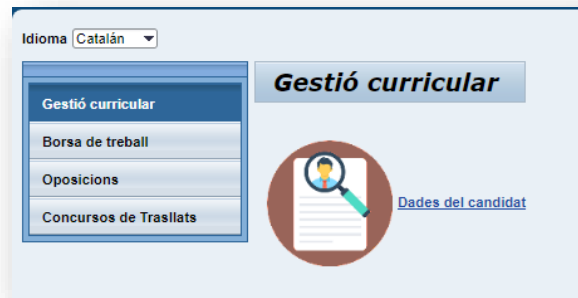 Idioma Catalán
Gestió curricular
Gestió curricular
Borsa de treball
Oposicions
Concursos de Trasllats
Dades del candidat